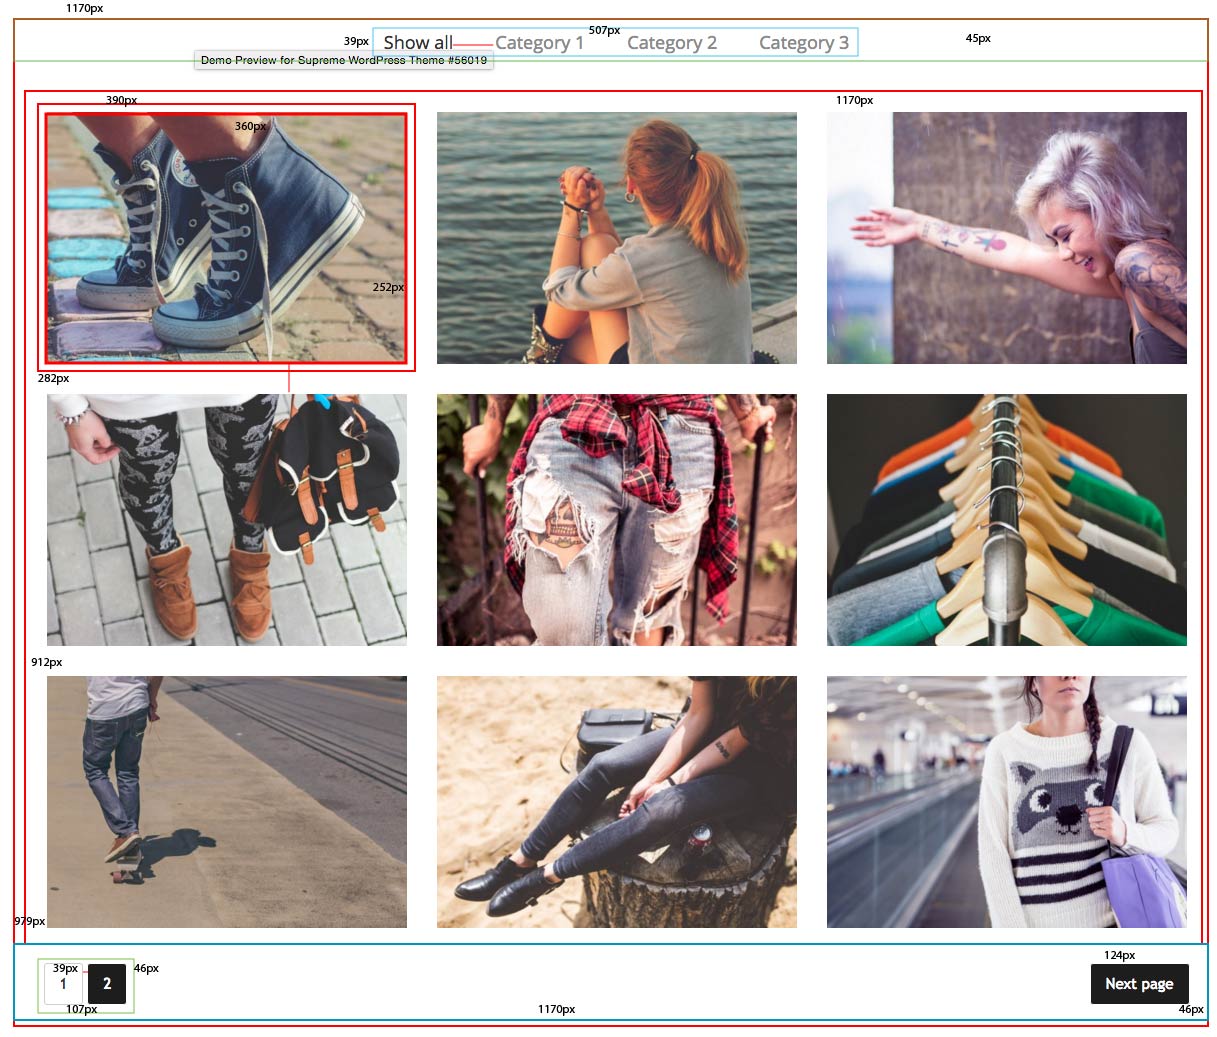 1170px
507px
39px
Show all
Category 1
Category 2
Category 3
45px
Demo Preview for Supreme WordPress Theme #56019
390px
1170px
360px
252px
282px
912px
979px
39px
46px
124px
1
2
Next page
107px
1170px
46px